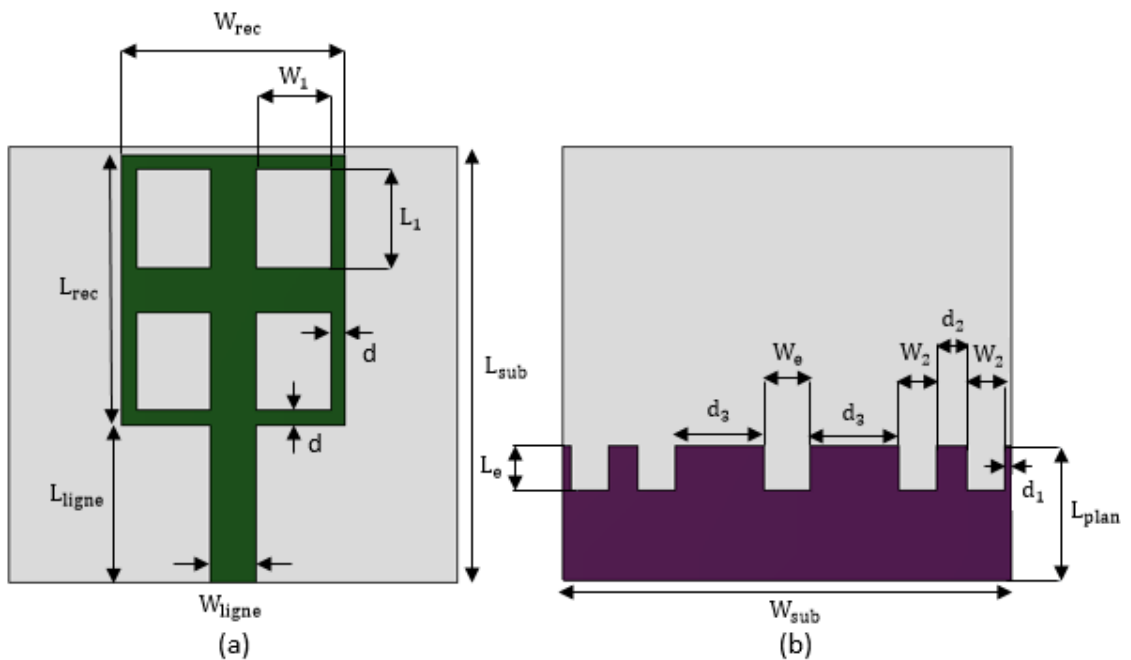 W_rec
W_1
L_1
L_rec
d
d
L_sub
L_ligne
W_ligne
(a)
d_2
W_e
W_2
W_2
d_3
d_3
L_e
d_1
L_plan
W_sub
(b)